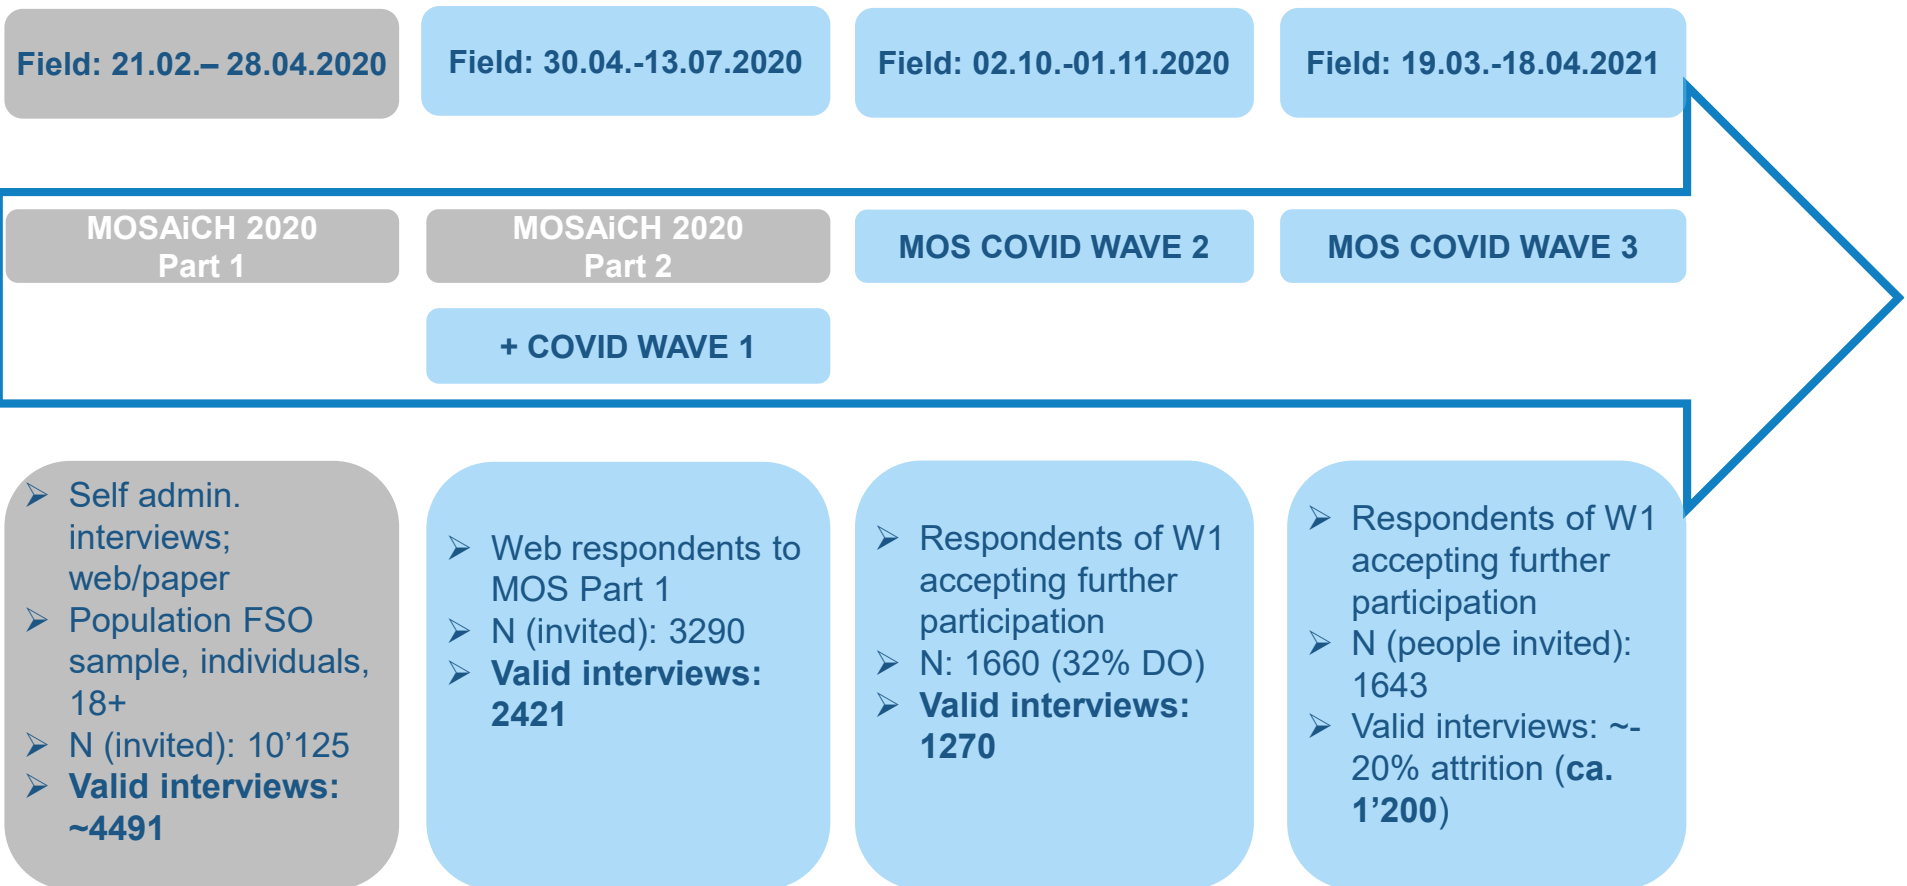 Field: 21.02.– 28.04.2020
Field: 30.04.-13.07.2020
Field: 02.10.-01.11.2020
Field: 19.03.-18.04.2021
MOSAiCH 2020
Part 1
MOSAiCH 2020
Part 2
MOS COVID WAVE 2
MOS COVID WAVE 3
+ COVID WAVE 1
➢ Self admin.
interviews;
web/paper
➢ Population FSO
sample, individuals,
18+
➢ N (invited): 10’125
➢ Valid interviews:
~4491
➢ Web respondents to
MOS Part 1
➢ N (invited): 3290
➢ Valid interviews:
2421
➢ Respondents of W1
accepting further
participation
➢ N: 1660 (32% DO)
➢ Valid interviews:
1270
➢ Respondents of W1
accepting further
participation
➢ N (people invited):
1643
➢ Valid interviews: ~-
20% attrition (ca.
1’200)